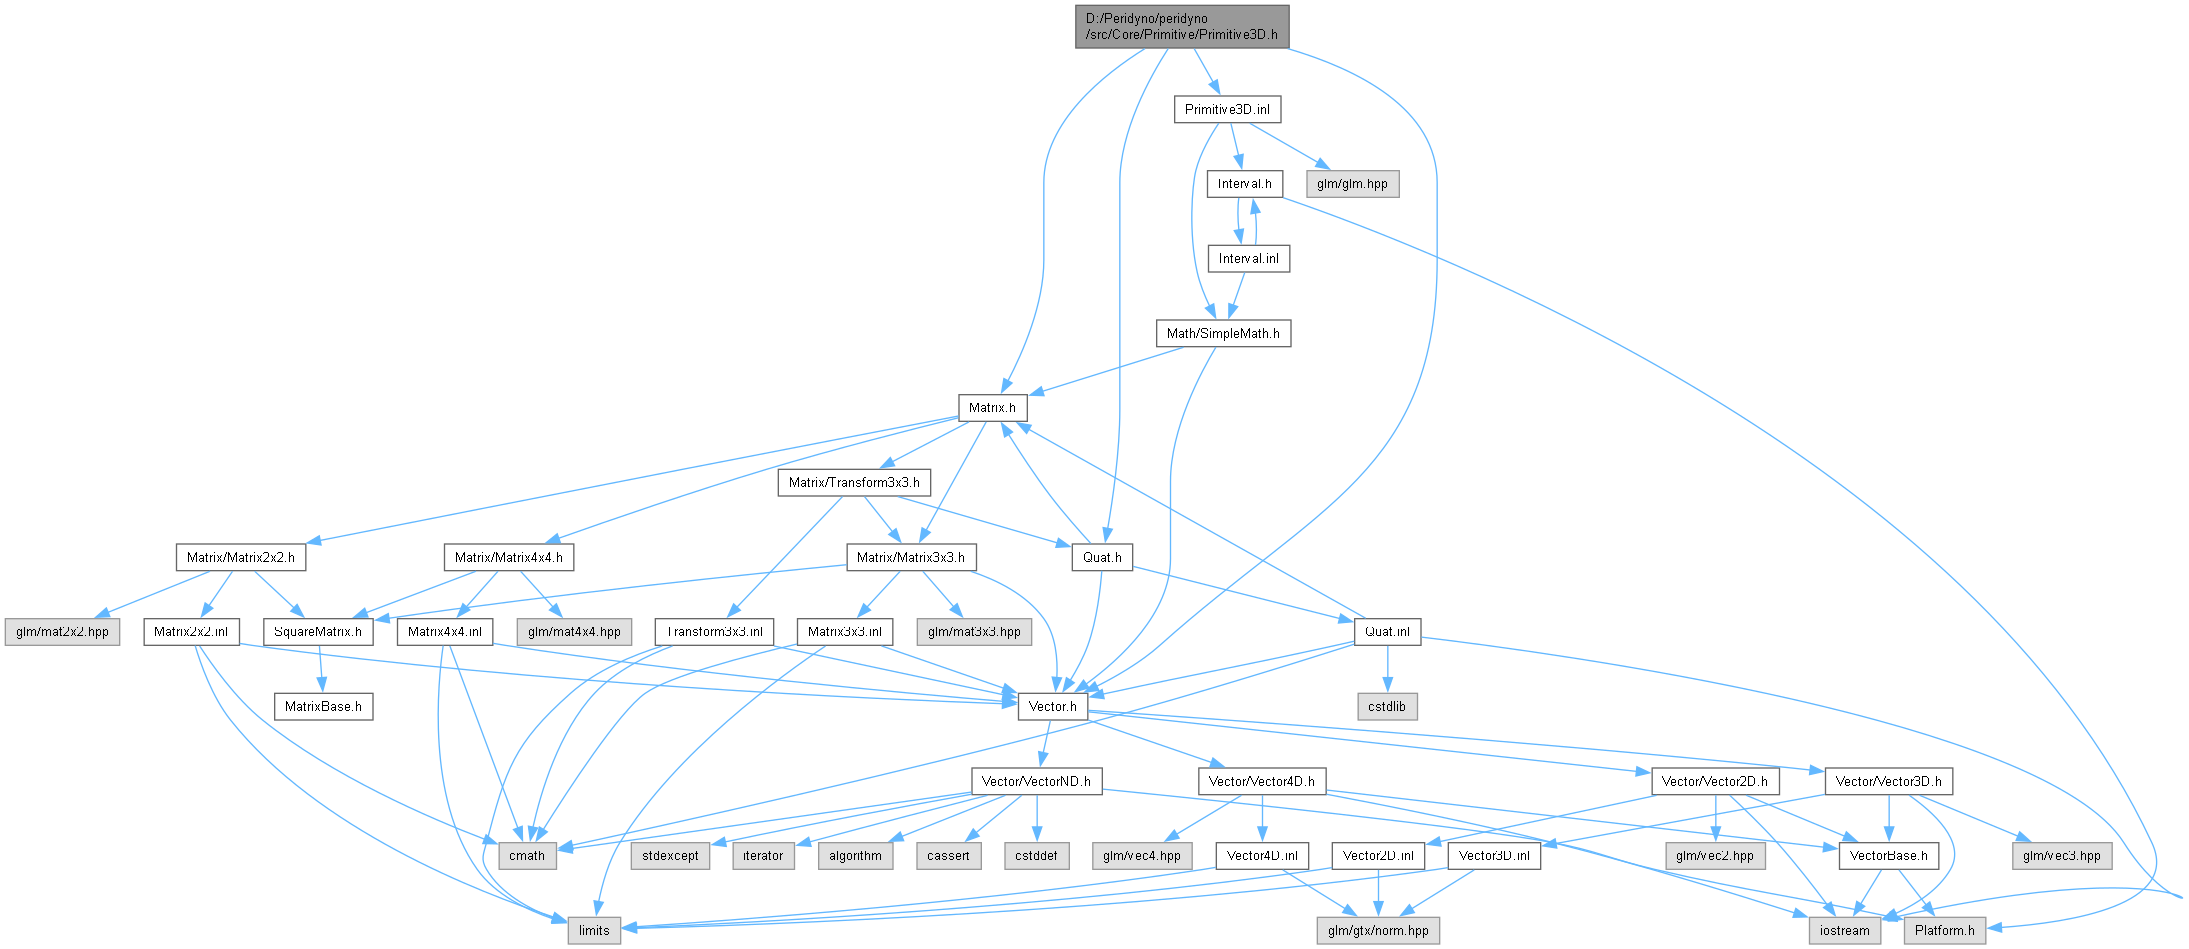 D:/Peridyno/peridyno
/src/Core/Primitive/Primitive3D.h
Primitive3D.inl
Interval.h
glm/glm.hpp
Interval.inl
Math/SimpleMath.h
Matrix.h
Matrix/Transform3x3.h
Matrix/Matrix2x2.h
Matrix/Matrix4x4.h
Matrix/Matrix3x3.h
Quat.h
glm/mat2x2.hpp
Matrix2x2.inl
SquareMatrix.h
Matrix4x4.inl
glm/mat4x4.hpp
Transform3x3.inl
Matrix3x3.inl
glm/mat3x3.hpp
Quat.inl
MatrixBase.h
Vector.h
cstdlib
Vector/VectorND.h
Vector/Vector4D.h
Vector/Vector2D.h
Vector/Vector3D.h
cmath
stdexcept
iterator
algorithm
cassert
cstddef
glm/vec4.hpp
Vector4D.inl
Vector2D.inl
Vector3D.inl
glm/vec2.hpp
VectorBase.h
glm/vec3.hpp
limits
glm/gtx/norm.hpp
iostream
Platform.h